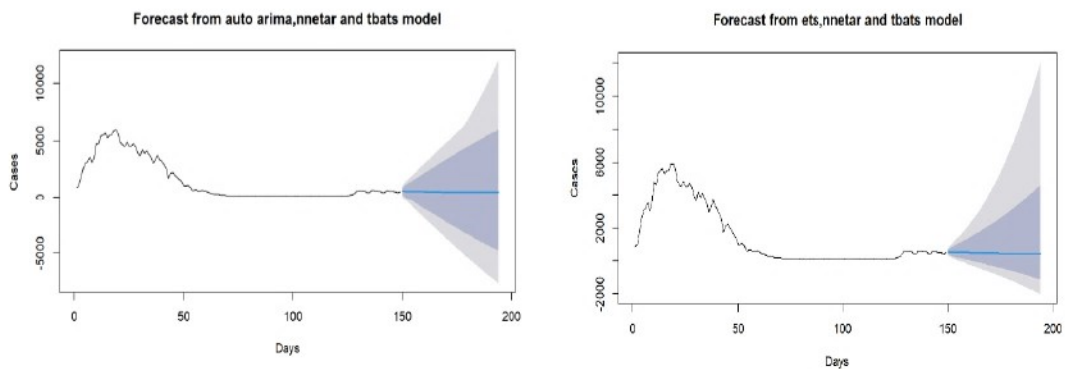 Forecast from auto arima,nnetar and tbats model
Cases
10000
5000
0
-5000
0 50 100 150 200
Days
Forecast from ets,nnetar and tbats model
Cases
10000
6000
2000
-2000
0 50 100 150 200
Days